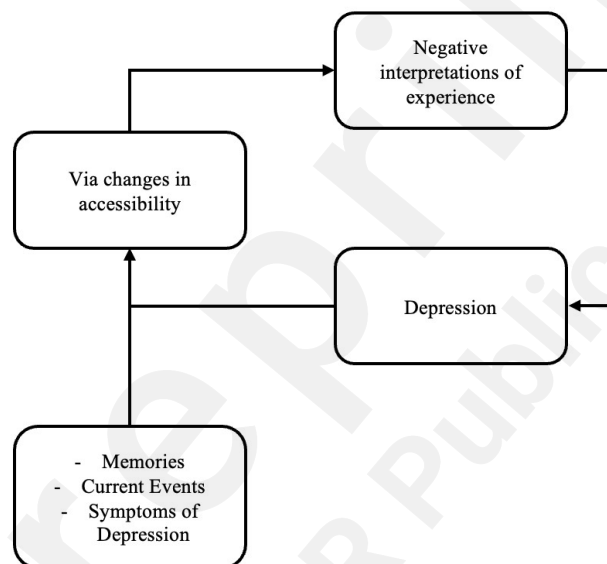 Negative
interpretations of
experience
Via changes in
accessibility
Depression
- Memories
- Current Events
- Symptoms of
Depression